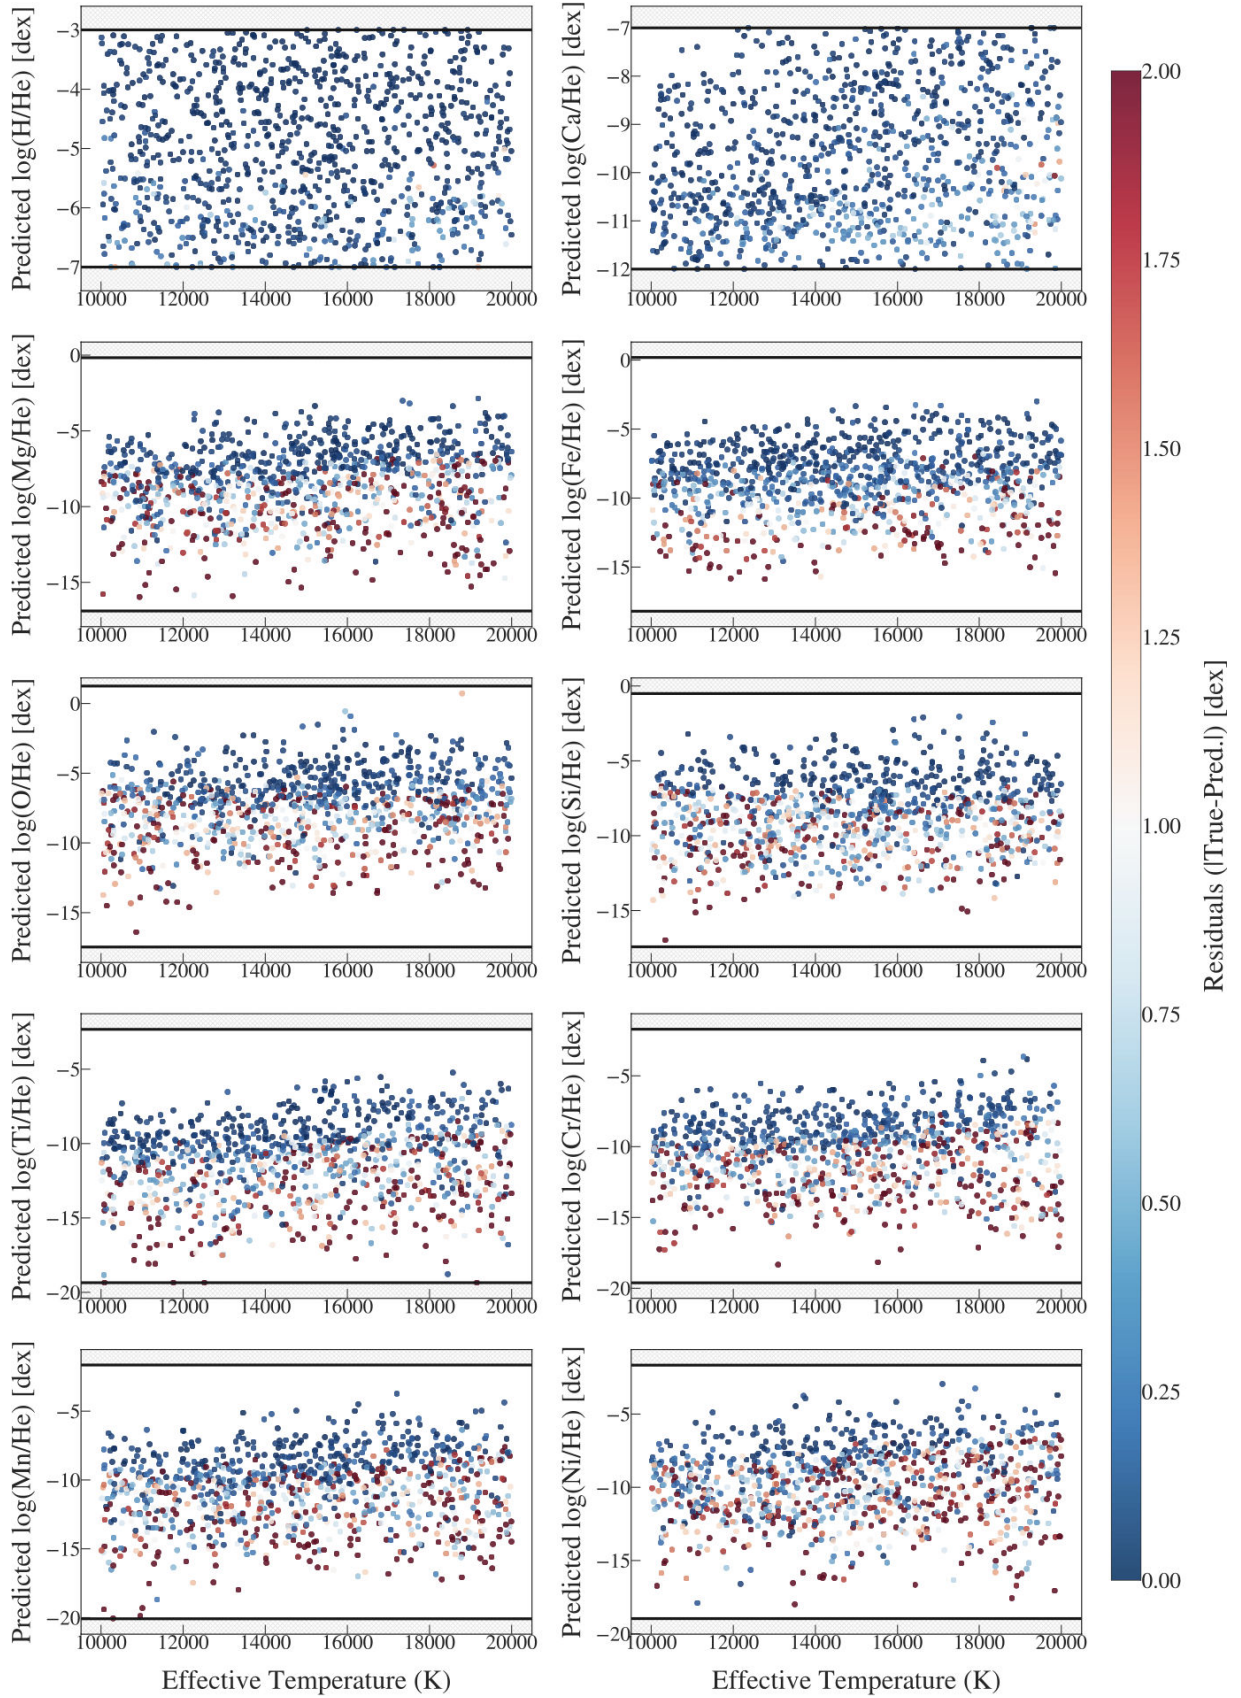 Predicted log(H/He) [dex]
−3
−4
−5
−6
−7
10000 12000 14000 16000 18000 20000
Predicted log(Ca/He) [dex]
−7
−8
−9
−10
−11
−12
10000 12000 14000 16000 18000 20000
Predicted log(Mg/He) [dex]
0
−5
−10
−15
10000 12000 14000 16000 18000 20000
Predicted log(Fe/He) [dex]
0
−5
−10
−15
10000 12000 14000 16000 18000 20000
Predicted log(O/He) [dex]
0
−5
−10
−15
10000 12000 14000 16000 18000 20000
Predicted log(Si/He) [dex]
0
−5
−10
−15
10000 12000 14000 16000 18000 20000
Predicted log(Ti/He) [dex]
−5
−10
−15
−20
10000 12000 14000 16000 18000 20000
Predicted log(Cr/He) [dex]
−5
−10
−15
−20
10000 12000 14000 16000 18000 20000
Predicted log(Mn/He) [dex]
−5
−10
−15
−20
10000 12000 14000 16000 18000 20000
Effective Temperature (K)
Predicted log(Ni/He) [dex]
−5
−10
−15
−20
10000 12000 14000 16000 18000 20000
Effective Temperature (K)
2.00
1.75
1.50
1.25
1.00
0.75
0.50
0.25
0.00
Residuals (|True-Pred.|) [dex]